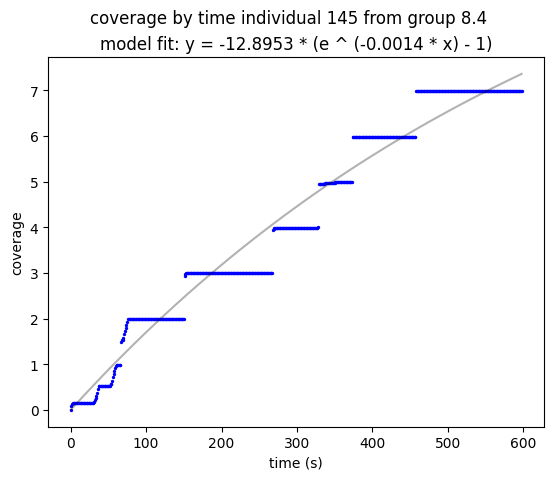 coverage by time individual 145 from group 8.4
model fit: y = -12.8953 * (e ^ (-0.0014 * x) - 1)
7
6
5
4
3
2
1
0
coverage
0 100 200 300 400 500 600
time (s)